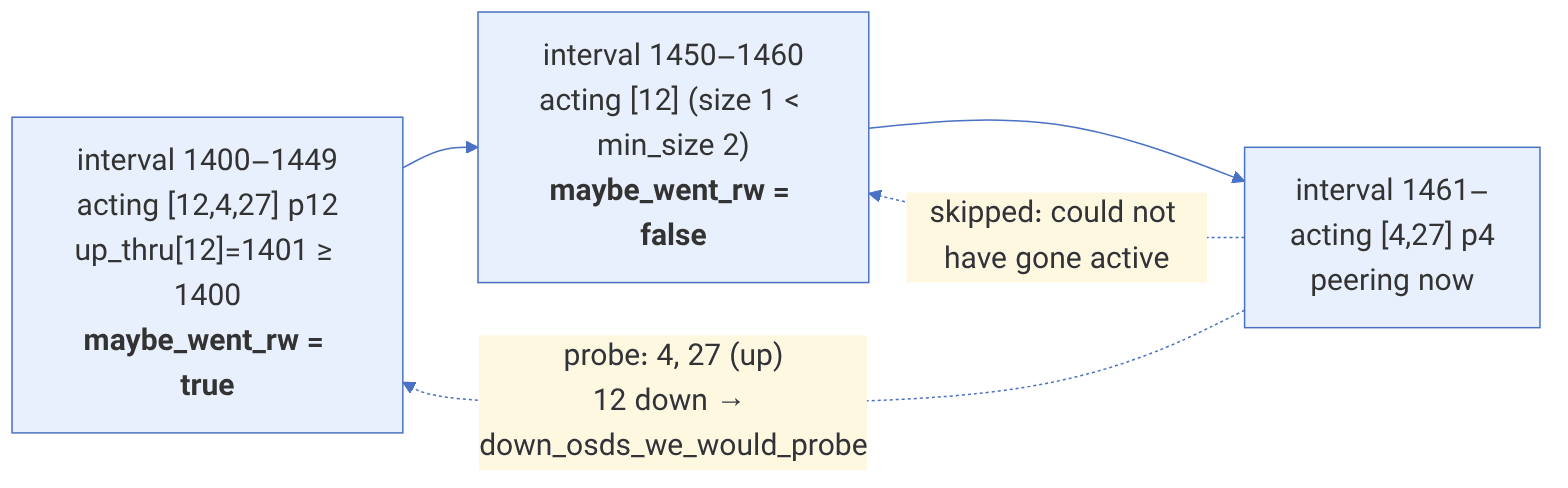 interval 1400–1449
acting [12,4,27] p12
up_thru[12]=1401 ≥
1400
maybe_went_rw =
true
interval 1450–1460
acting [12] (size 1 <
min_size 2)
maybe_went_rw =
false
interval 1461–
acting [4,27] p4
peering now
skipped: could not
have gone active
probe: 4, 27 (up)
12 down →
down_osds_we_would_probe